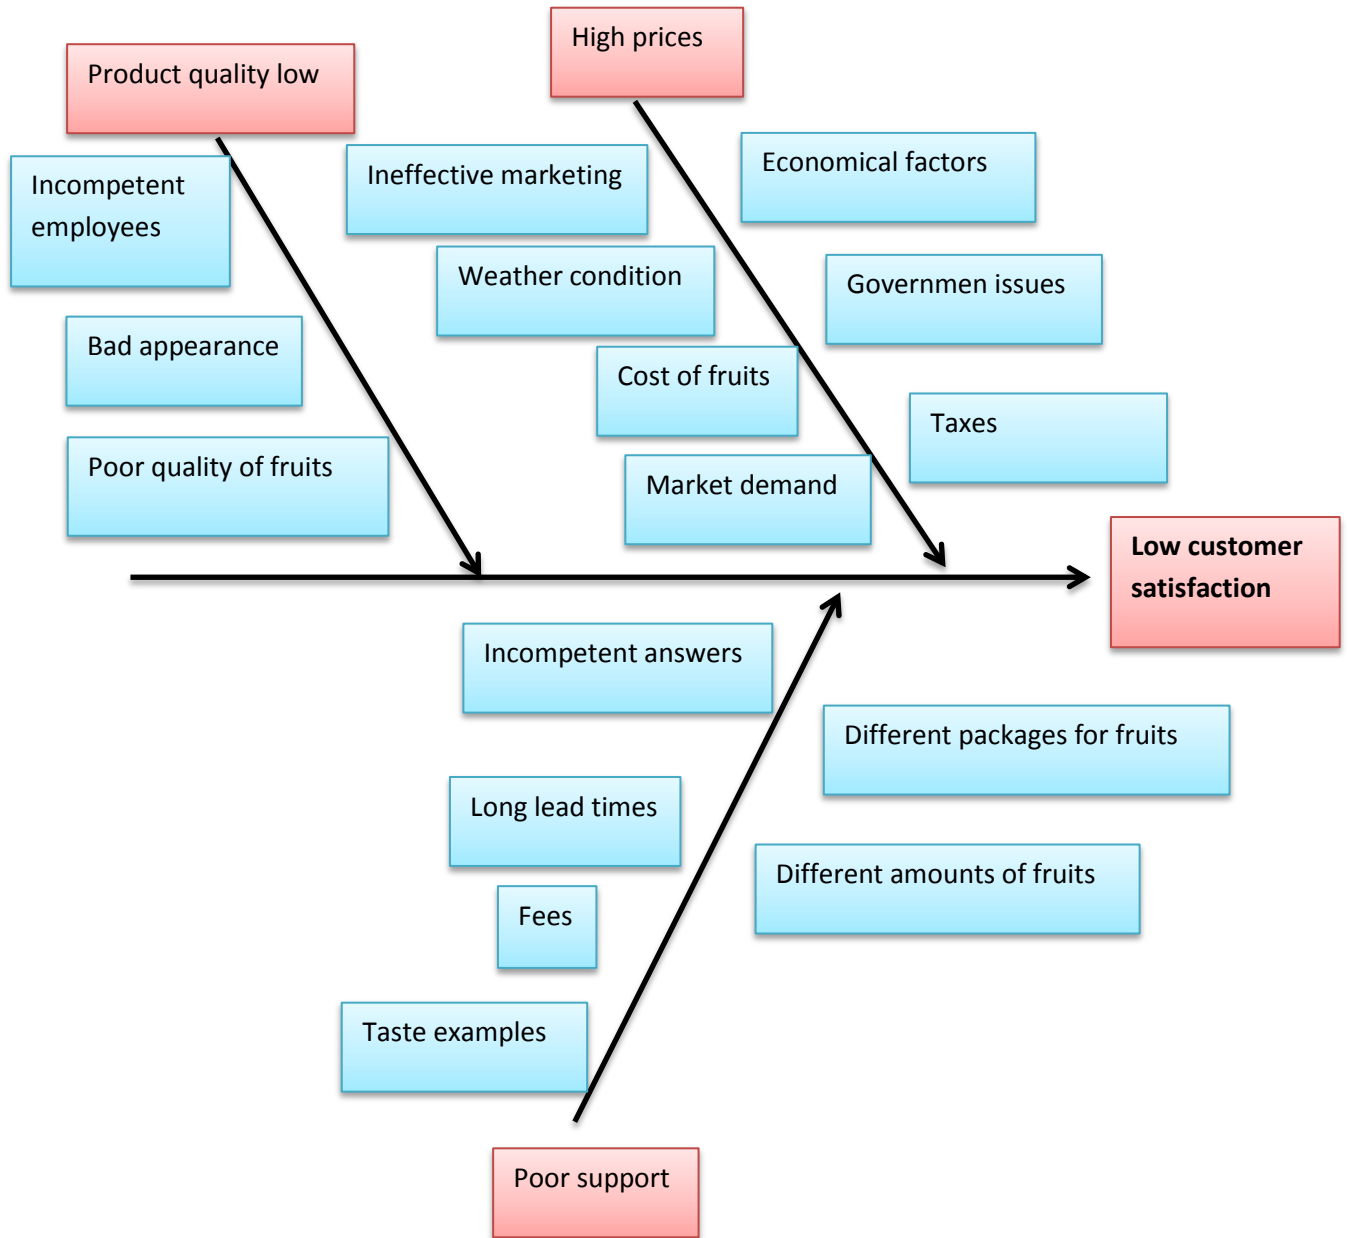 High prices
Product quality low
Ineffective marketing
Economical factors
Incompetent
employees
Weather condition
Governmen issues
Bad appearance
Cost of fruits
Taxes
Poor quality of fruits
Market demand
Low customer
satisfaction
Incompetent answers
Different packages for fruits
Long lead times
Different amounts of fruits
Fees
Taste examples
Poor support